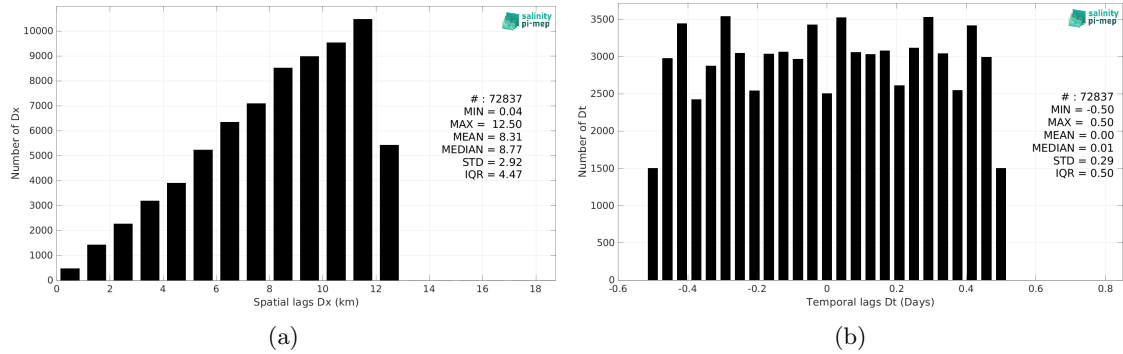 10000
9000
8000
7000
6000
5000
4000
3000
2000
1000
0
Number of Dx
0 2 4 6 8 10 12 14 16 18
Spatial lags Dx (km)
salinity
pi-mep
# : 72837
MIN = 0.04
MAX = 12.50
MEAN = 8.31
MEDIAN = 8.77
STD = 2.92
IQR = 4.47
(a)
3500
3000
2500
2000
1500
1000
500
0
Number of Dt
-0.6 -0.4 -0.2 0 0.2 0.4 0.6 0.8
Temporal lags Dt (Days)
salinity
pi-mep
# : 72837
MIN = -0.50
MAX = 0.50
MEAN = 0.00
MEDIAN = 0.01
STD = 0.29
IQR = 0.50
(b)